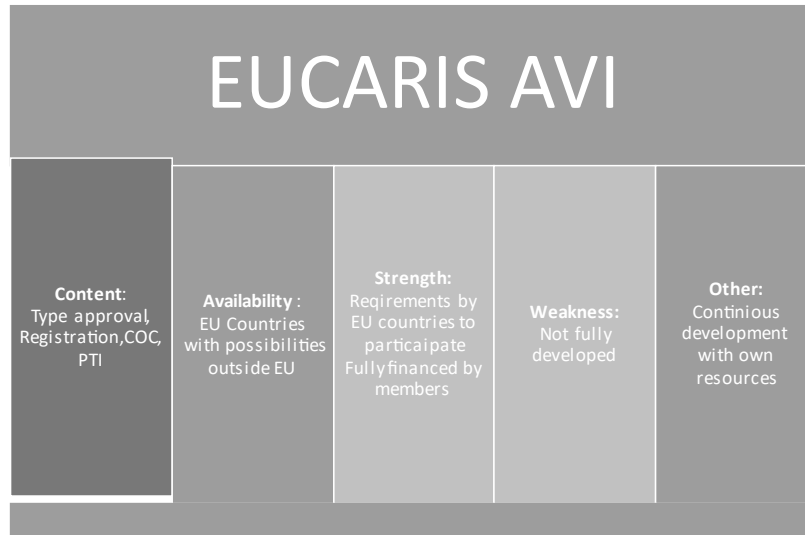 EUCARIS AVI
Content:
Type approval,
Registration,COC,
PTI
Availability :
EU Countries
with possibilities
outside EU
Strength:
Reqirements by
EU countries to
particaipate
Fully financed by
members
Weakness:
Not fully
developed
Other:
Continious
development
with own
resources